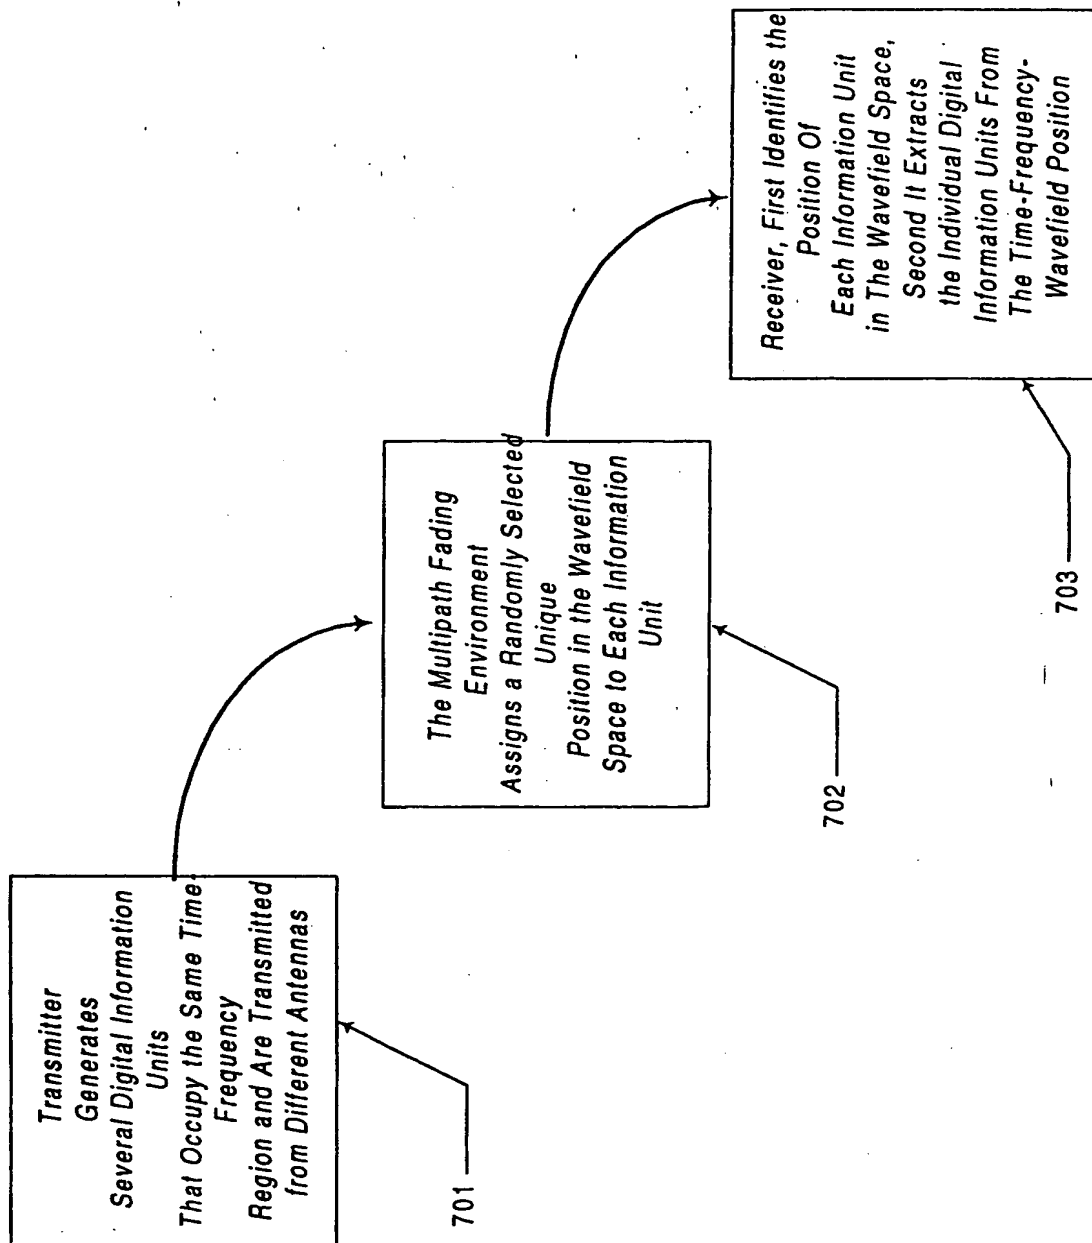 Transmitter
Generates
Several Digital Information
Units
That Occupy the Same Time-
Frequency
Region and Are Transmitted
from Different Antennas
701
The Multipath Fading
Environment
Assigns a Randomly Selected
Unique
Position in the Wavefield
Space to Each Information
Unit
702
Receiver, First Identifies the
Position Of
Each Information Unit
in The Wavefield Space,
Second It Extracts
the Individual Digital
Information Units From
The Time-Frequency-
Wavefield Position
703